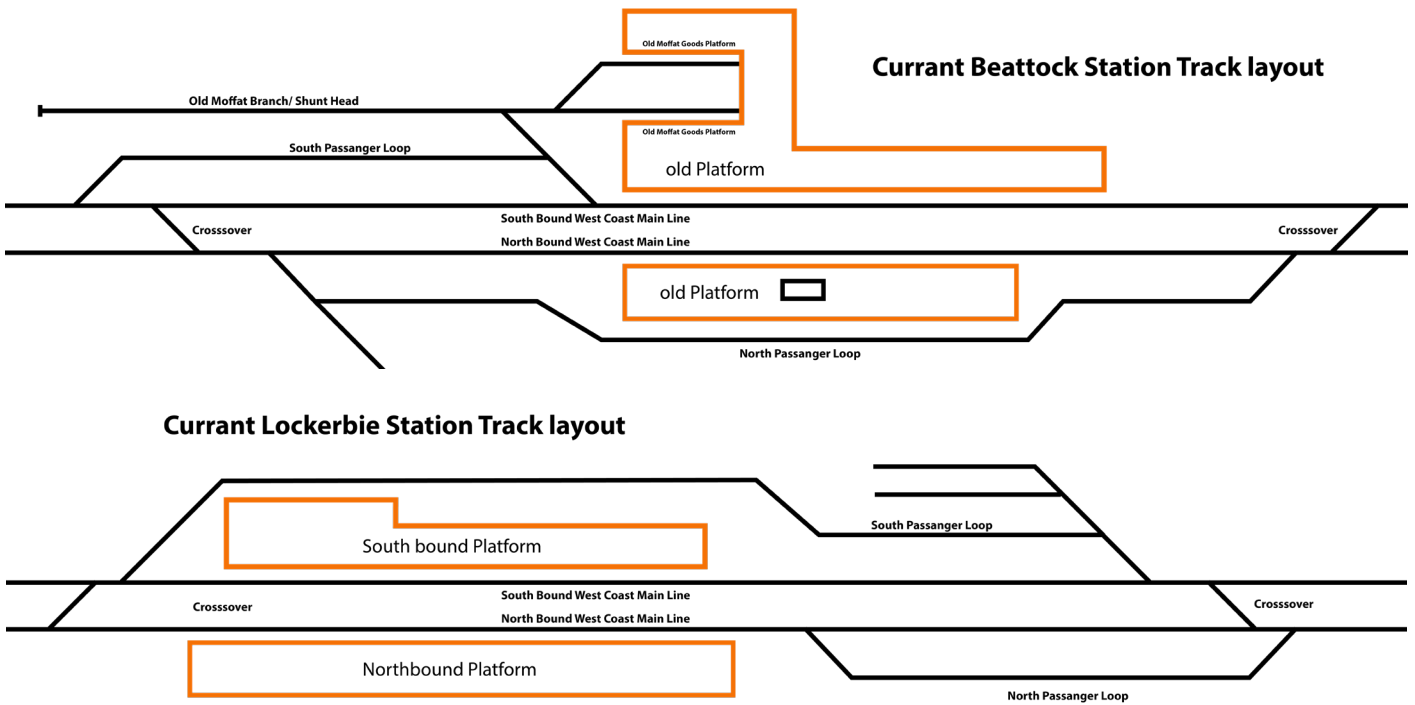 Old Moffat Goods Platform
Currant Beattock Station Track layout
Old Moffat Branch/ Shunt Head
Old Moffat Goods Platform
South Passanger Loop
old Platform
South Bound West Coast Main Line
Crosssover
Crosssover
North Bound West Coast Main Line
old Platform
North Passanger Loop
Currant Lockerbie Station Track layout
South Passanger Loop
South bound Platform
South Bound West Coast Main Line
Crosssover
Crosssover
North Bound West Coast Main Line
Northbound Platform
North Passanger Loop